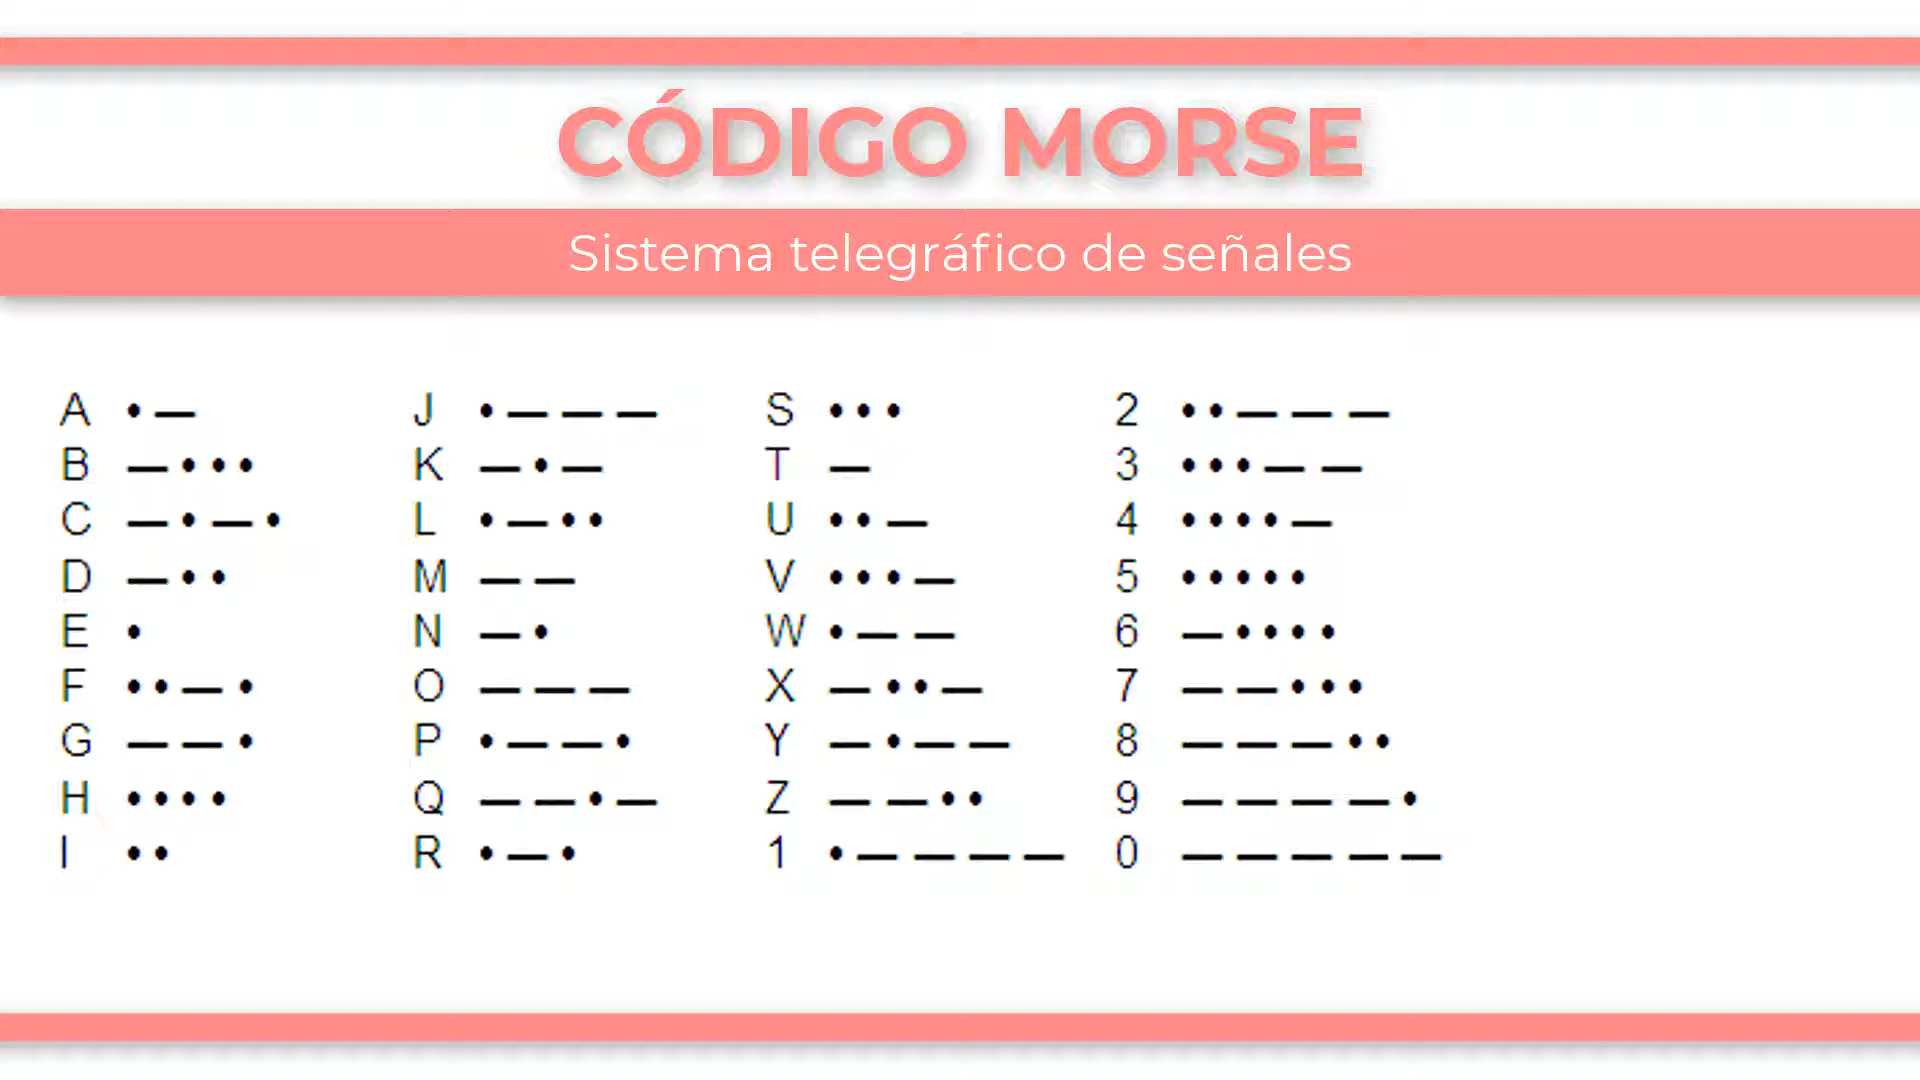 CÓDIGO MORSE
Sistema telegráfico de señales
A •—
B —•••
C —•—•
D —••
E •
F ••—•
G ——•
H ••••
I ••
J •———
K —•—
L •—••
M ——
N —•
O ———
P •——•
Q ——•—
R •—•
S •••
T —
U ••—
V •••—
W •——
X —••—
Y —•——
Z ——••
1 •————
2 ••———
3 •••——
4 ••••—
5 •••••
6 —••••
7 ——•••
8 ———••
9 ————•
0 —————